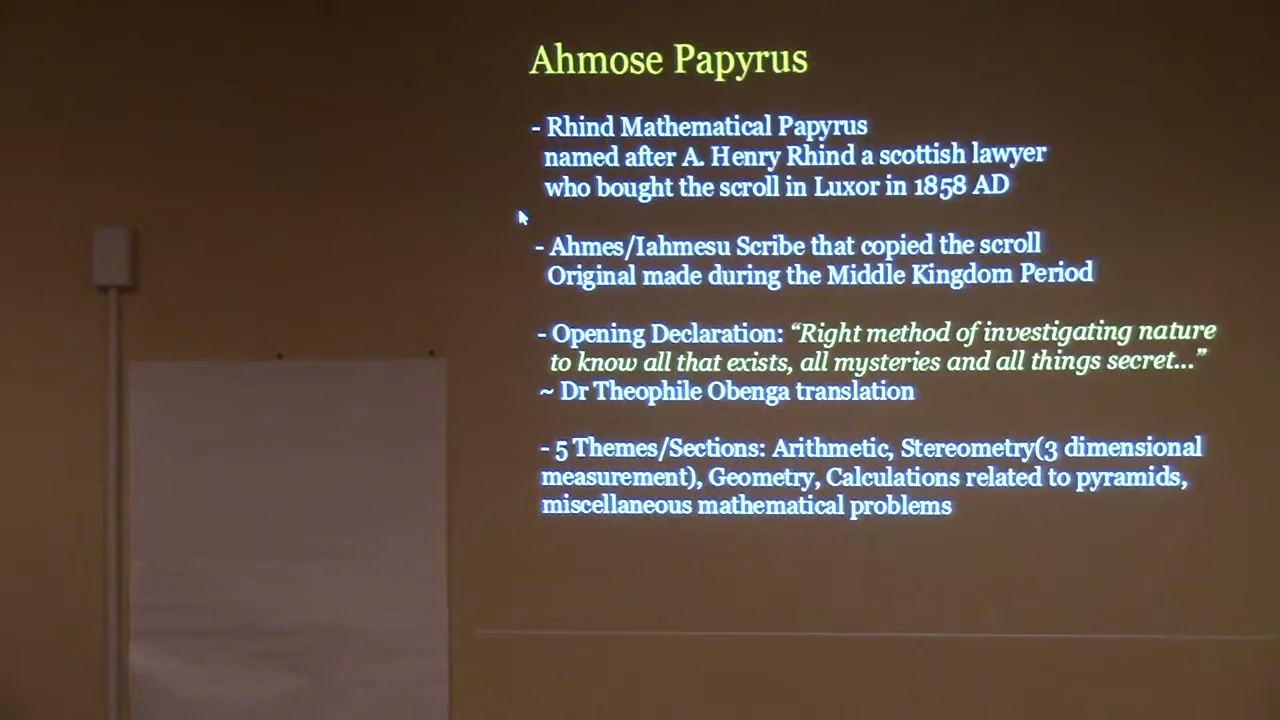 Ahmose Papyrus
- Rhind Mathematical Papyrus
named after A. Henry Rhind a scottish lawyer
who bought the scroll in Luxor in 1858 AD
- Ahmes/Iahmesu Scribe that copied the scroll
Original made during the Middle Kingdom Period
- Opening Declaration: “Right method of investigating nature
to know all that exists, all mysteries and all things secret...”
~ Dr Theophile Obenga translation
- 5 Themes/Sections: Arithmetic, Stereometry(3 dimensional
measurement), Geometry, Calculations related to pyramids,
miscellaneous mathematical problems